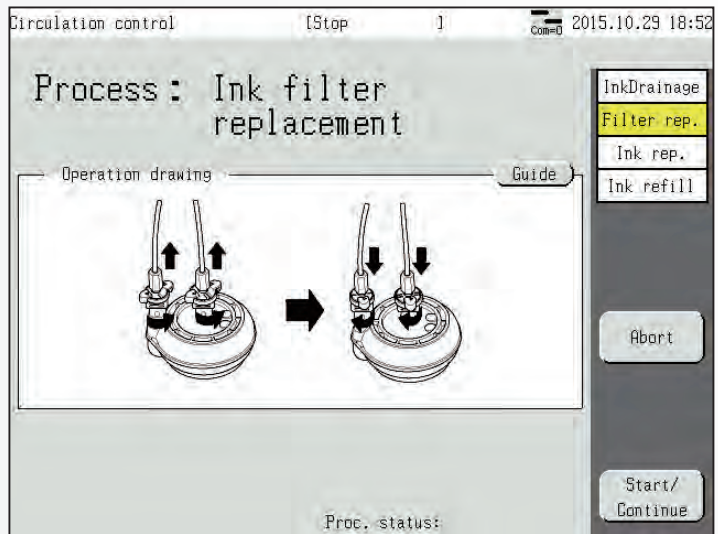 Circulation control [Stop ] Com=0 2015.10.29 18:52
Process: Ink filter
replacement
Operation drawing
Guide
InkDrainage
Filter rep.
Ink rep.
Ink refill
Abort
Start/
Continue
Proc. status: